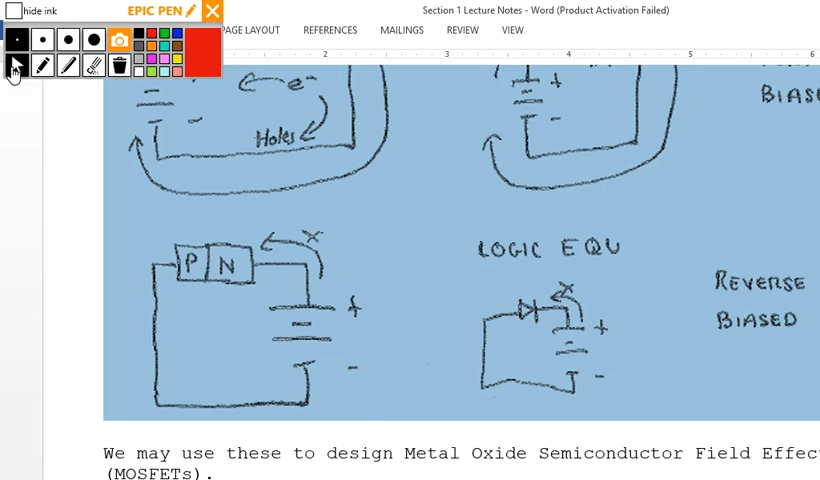 hide ink
EPIC PEN
Section 1 Lecture Notes - Word (Product Activation Failed)
PAGE LAYOUT REFERENCES MAILINGS REVIEW VIEW
2 3 4 5 6
e-
+
BIASE
-
-
Holes
X
P N
LOGIC EQU
+
-
X
+
-
REVERSE
BIASED
We may use these to design Metal Oxide Semiconductor Field Effec
(MOSFETs).